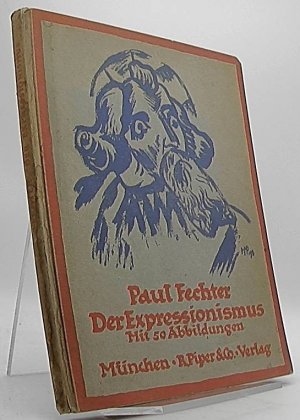 Paul Fechter
Der Expressionismus
Mit 50 Abbildungen
München • R. Piper & Co. • Verlag